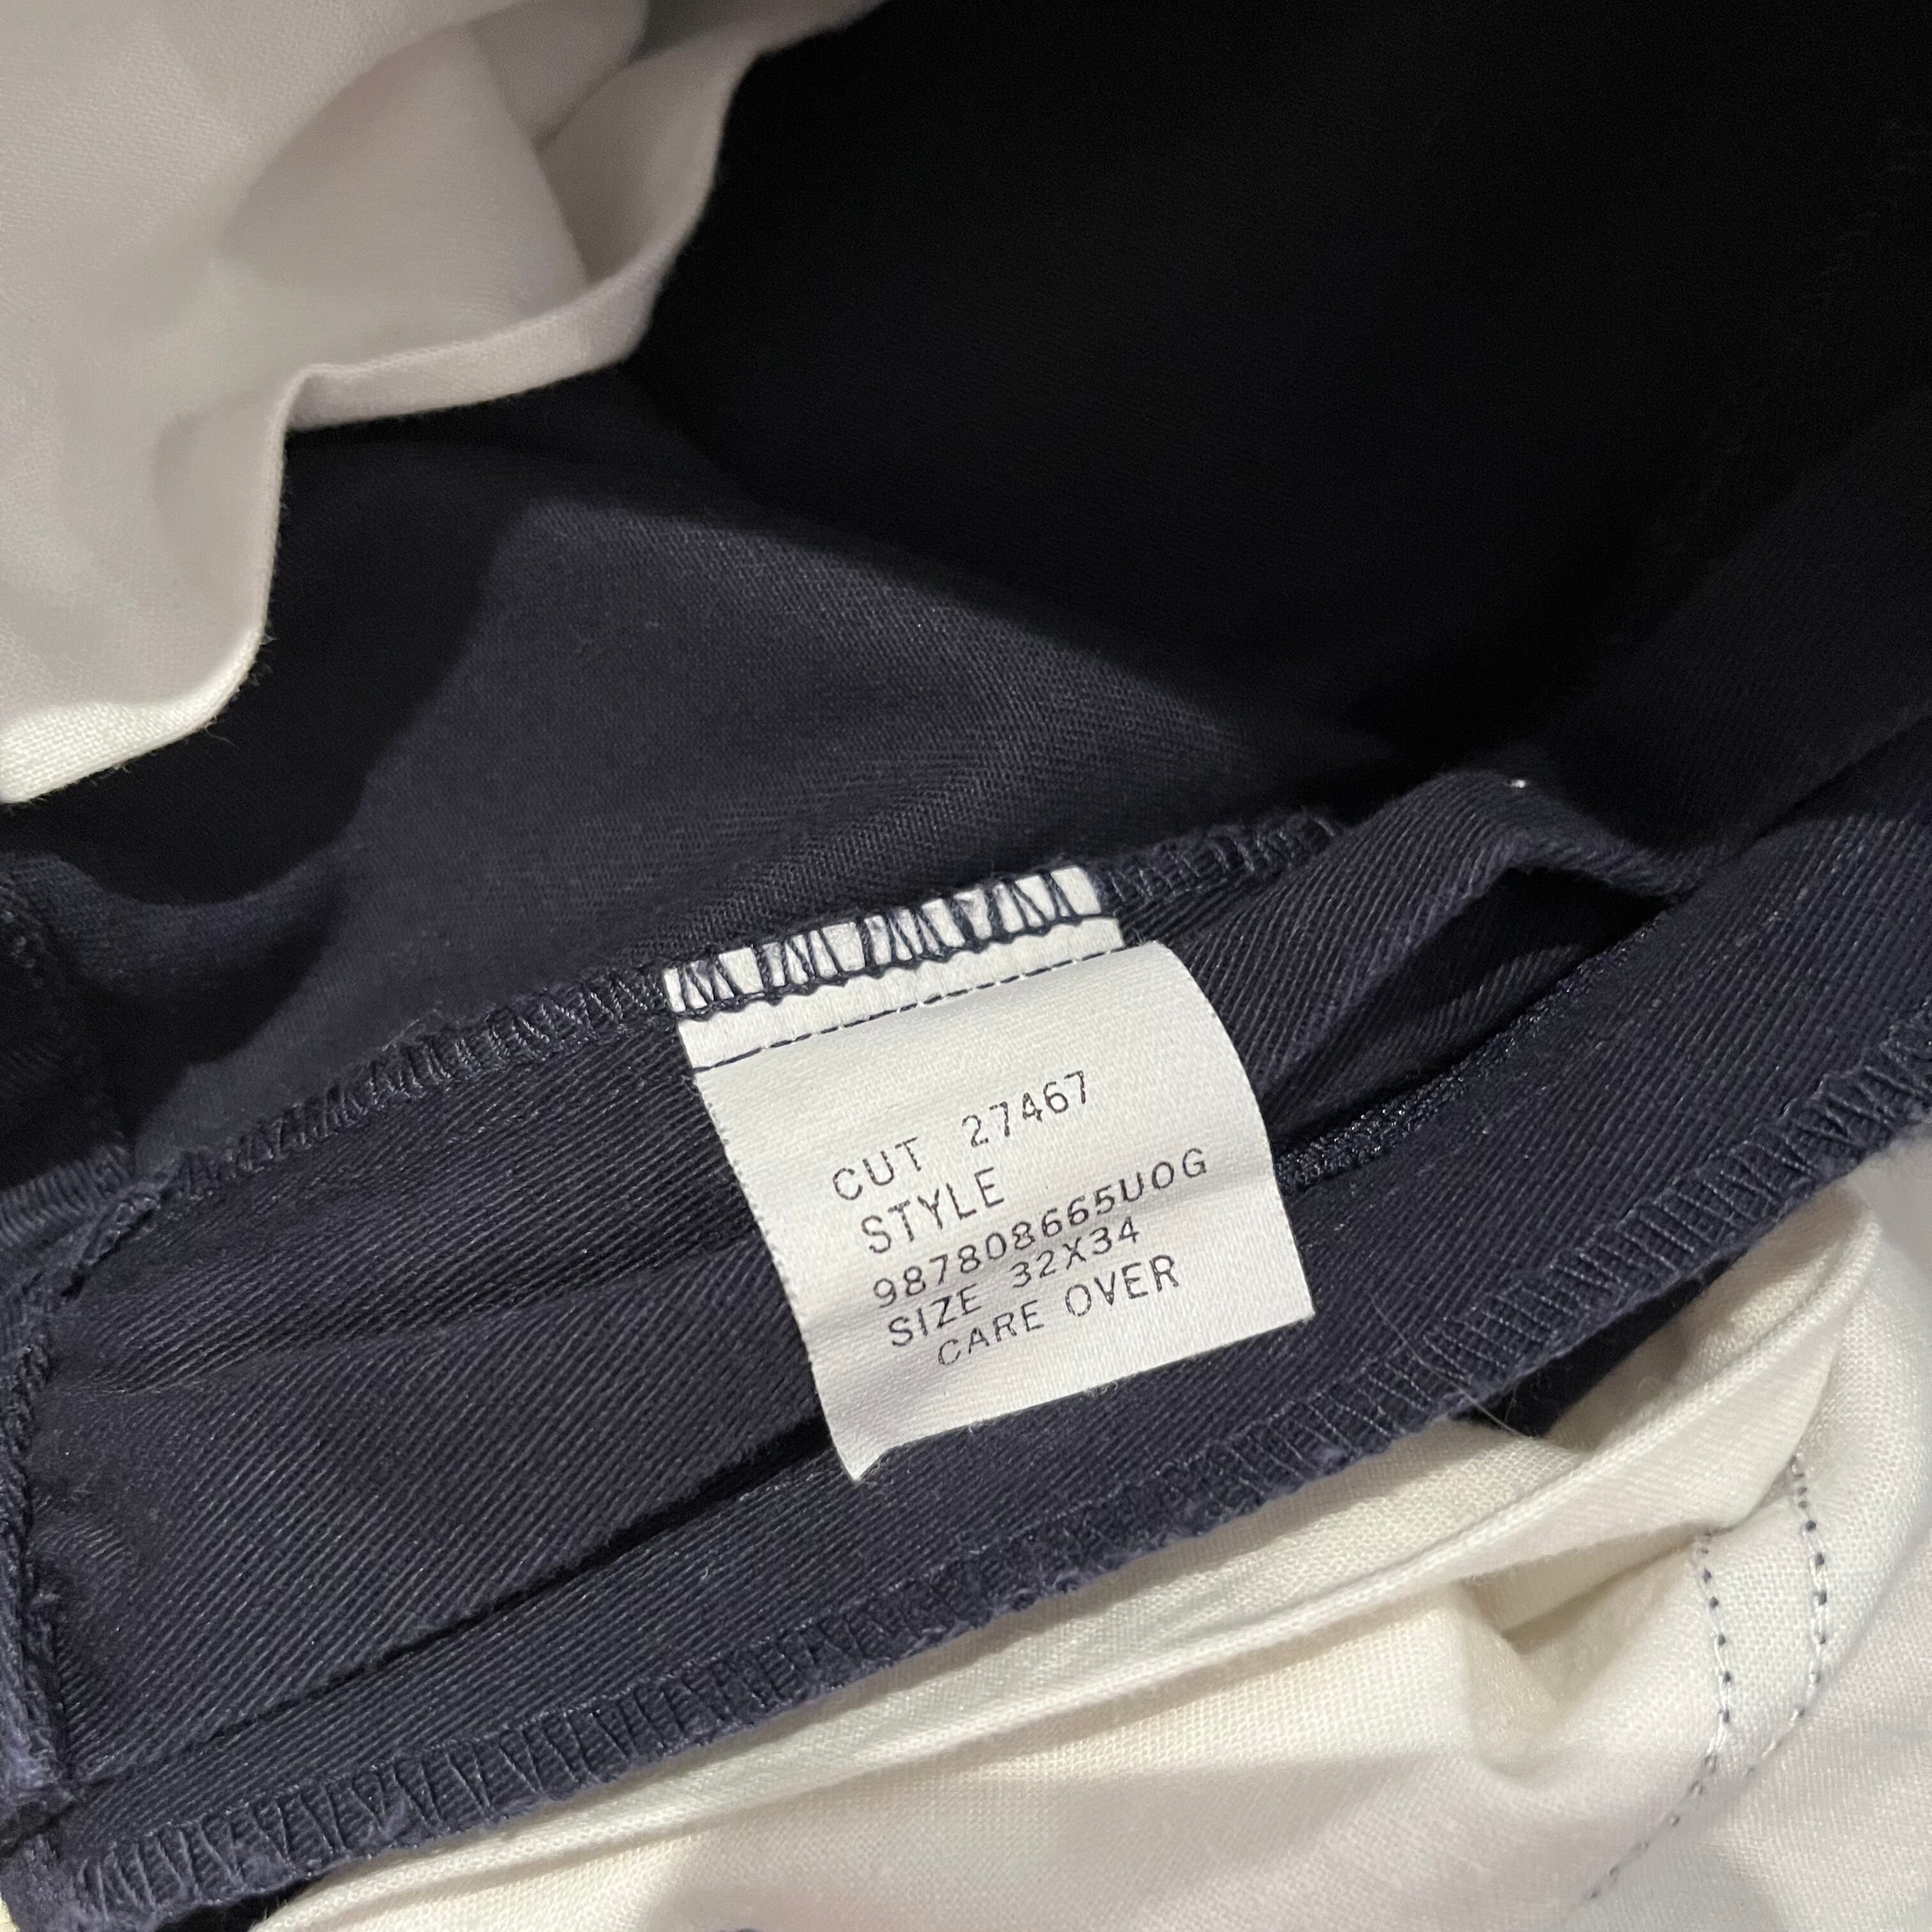 CUT 27467
STYLE
987808665UOG
SIZE 32X34
CARE OVER